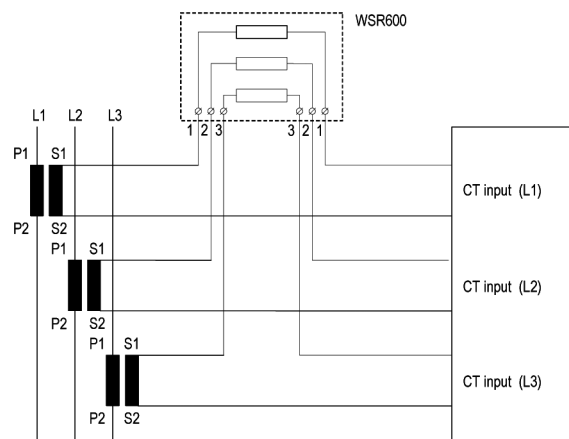 WSR600
L1 L2 L3
1 2 3 3 2 1
P1 S1
CT input (L1)
P2 S2
P1 S1
CT input (L2)
P2 S2
P1 S1
CT input (L3)
P2 S2